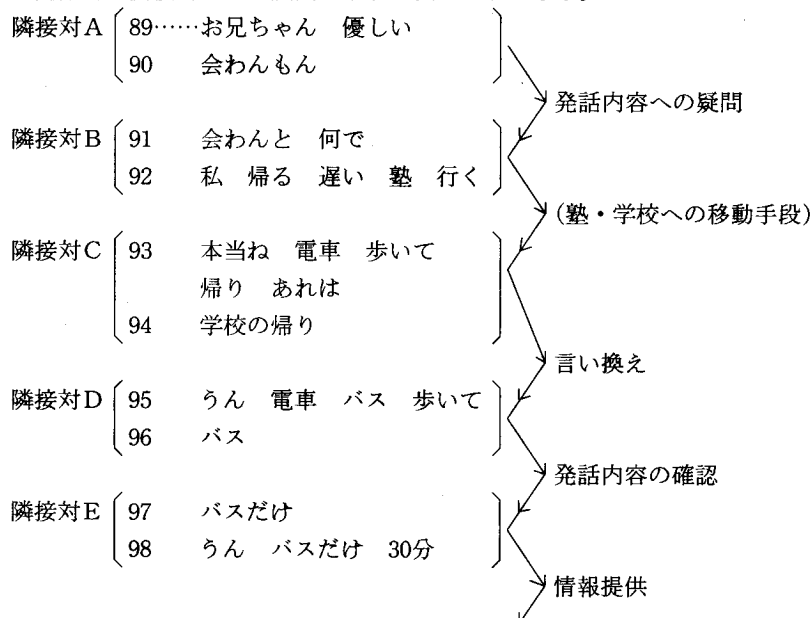 隣接対A 89……お兄ちゃん 優しい
90 会わんもん
発話内容への疑問
隣接対B 91 会わんと 何で
92 私 帰る 遅い 塾 行く
(塾・学校への移動手段)
隣接対C 93 本当ね 電車 歩いて
帰り あれは
94 学校の帰り
言い換え
隣接対D 95 うん 電車 バス 歩いて
96 バス
発話内容の確認
隣接対E 97 バスだけ
98 うん バスだけ 30分
情報提供